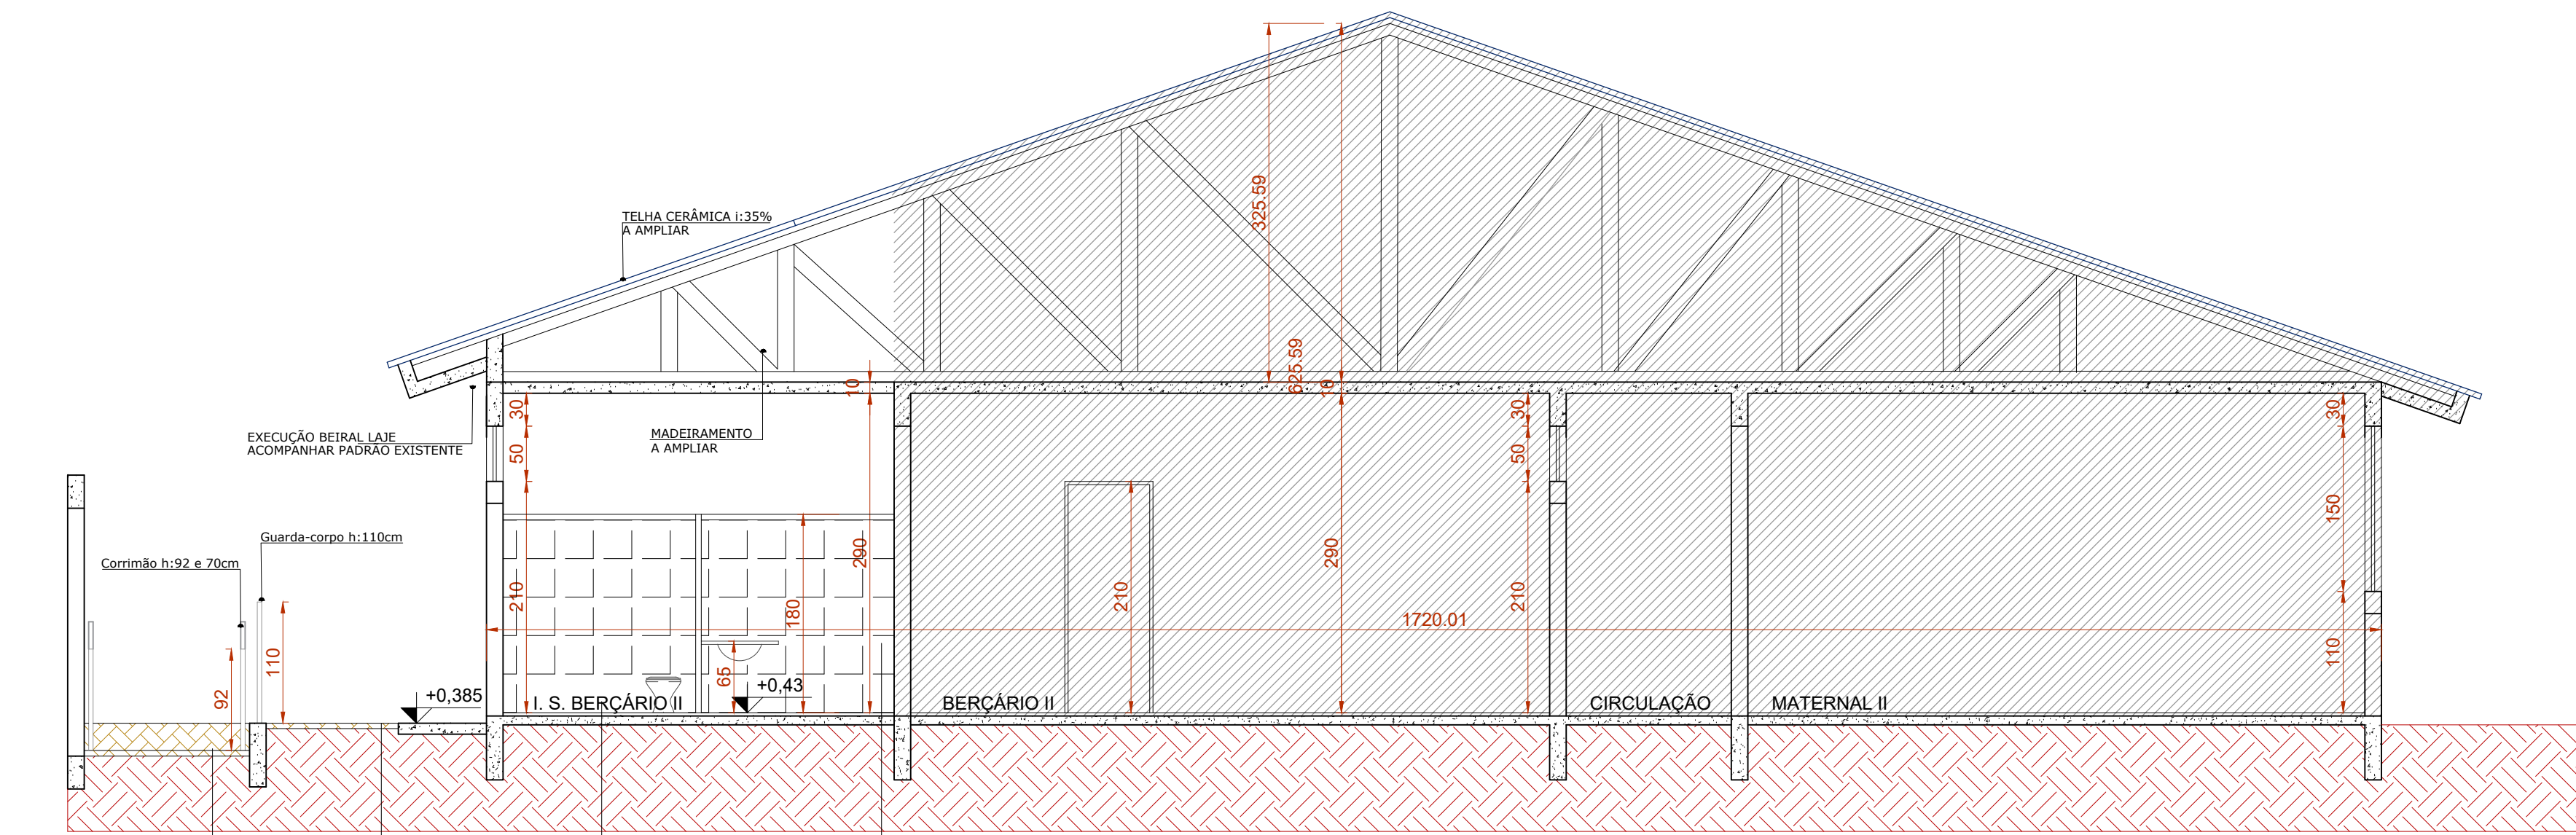 325.59
TELHA CERÂMICA i:35%
A AMPLIAR
625.59
10
10
30
30
30
EXECUÇÃO BEIRAL LAJE
ACOMPANHAR PADRÃO EXISTENTE
MADEIRAMENTO
A AMPLIAR
50
50
150
Guarda-corpo h:110cm
Corrimão h:92 e 70cm
290
290
210
180
210
210
1720.01
110
110
92
65
+0,385
+0,43
I. S. BERÇÁRIO II
BERÇÁRIO II
CIRCULAÇÃO
MATERNAL II